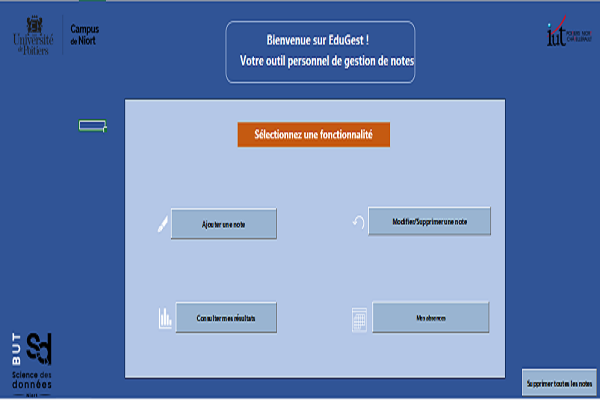 Université
de Poitiers
Campus
de Niort
Bienvenue sur EduGest !
Votre outil personnel de gestion de notes
iut
Sélectionnez une fonctionnalité
Ajouter une note
Modifier/Supprimer une note
Consulter mes résultats
Mes absences
BUT
Sd
Science des
données
Niort
Supprimer toutes les notes